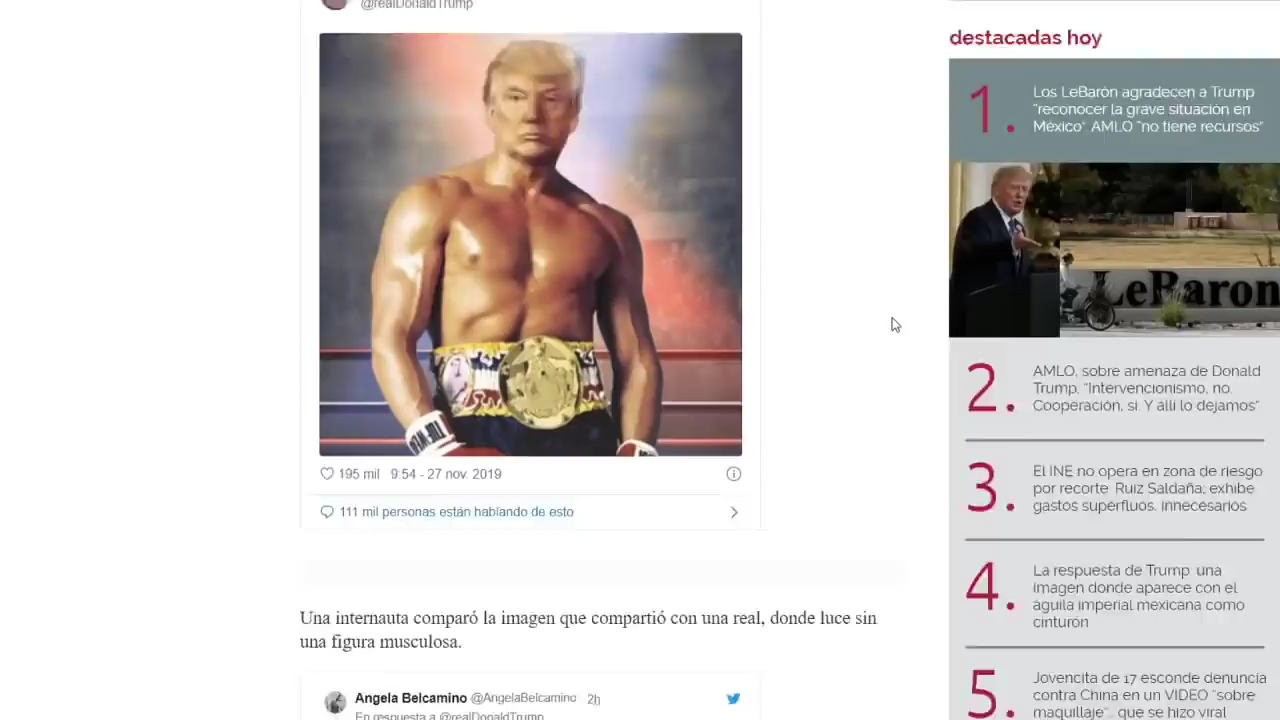 @realDonaldTrump
195 mil 9:54 - 27 nov. 2019
111 mil personas están hablando de esto
Una internauta comparó la imagen que compartió con una real, donde luce sin
una figura musculosa.
Angela Belcamino @AngelaBelcamino 2h
En respuesta a @realDonaldTrump
destacadas hoy
1.
Los LeBarón agradecen a Trump
"reconocer la grave situación en
México" AMLO "no tiene recursos"
LeBaron
2.
AMLO, sobre amenaza de Donald
Trump, "Intervencionismo, no.
Cooperación, sí. Y allí lo dejamos"
3.
El INE no opera en zona de riesgo
por recorte Ruiz Saldaña; exhibe
gastos superfluos, innecesarios
4.
La respuesta de Trump una
imagen donde aparece con el
águila imperial mexicana como
cinturón
5.
Jovencita de 17 esconde denuncia
contra China en un VIDEO "sobre
maquillaje", que se hizo viral